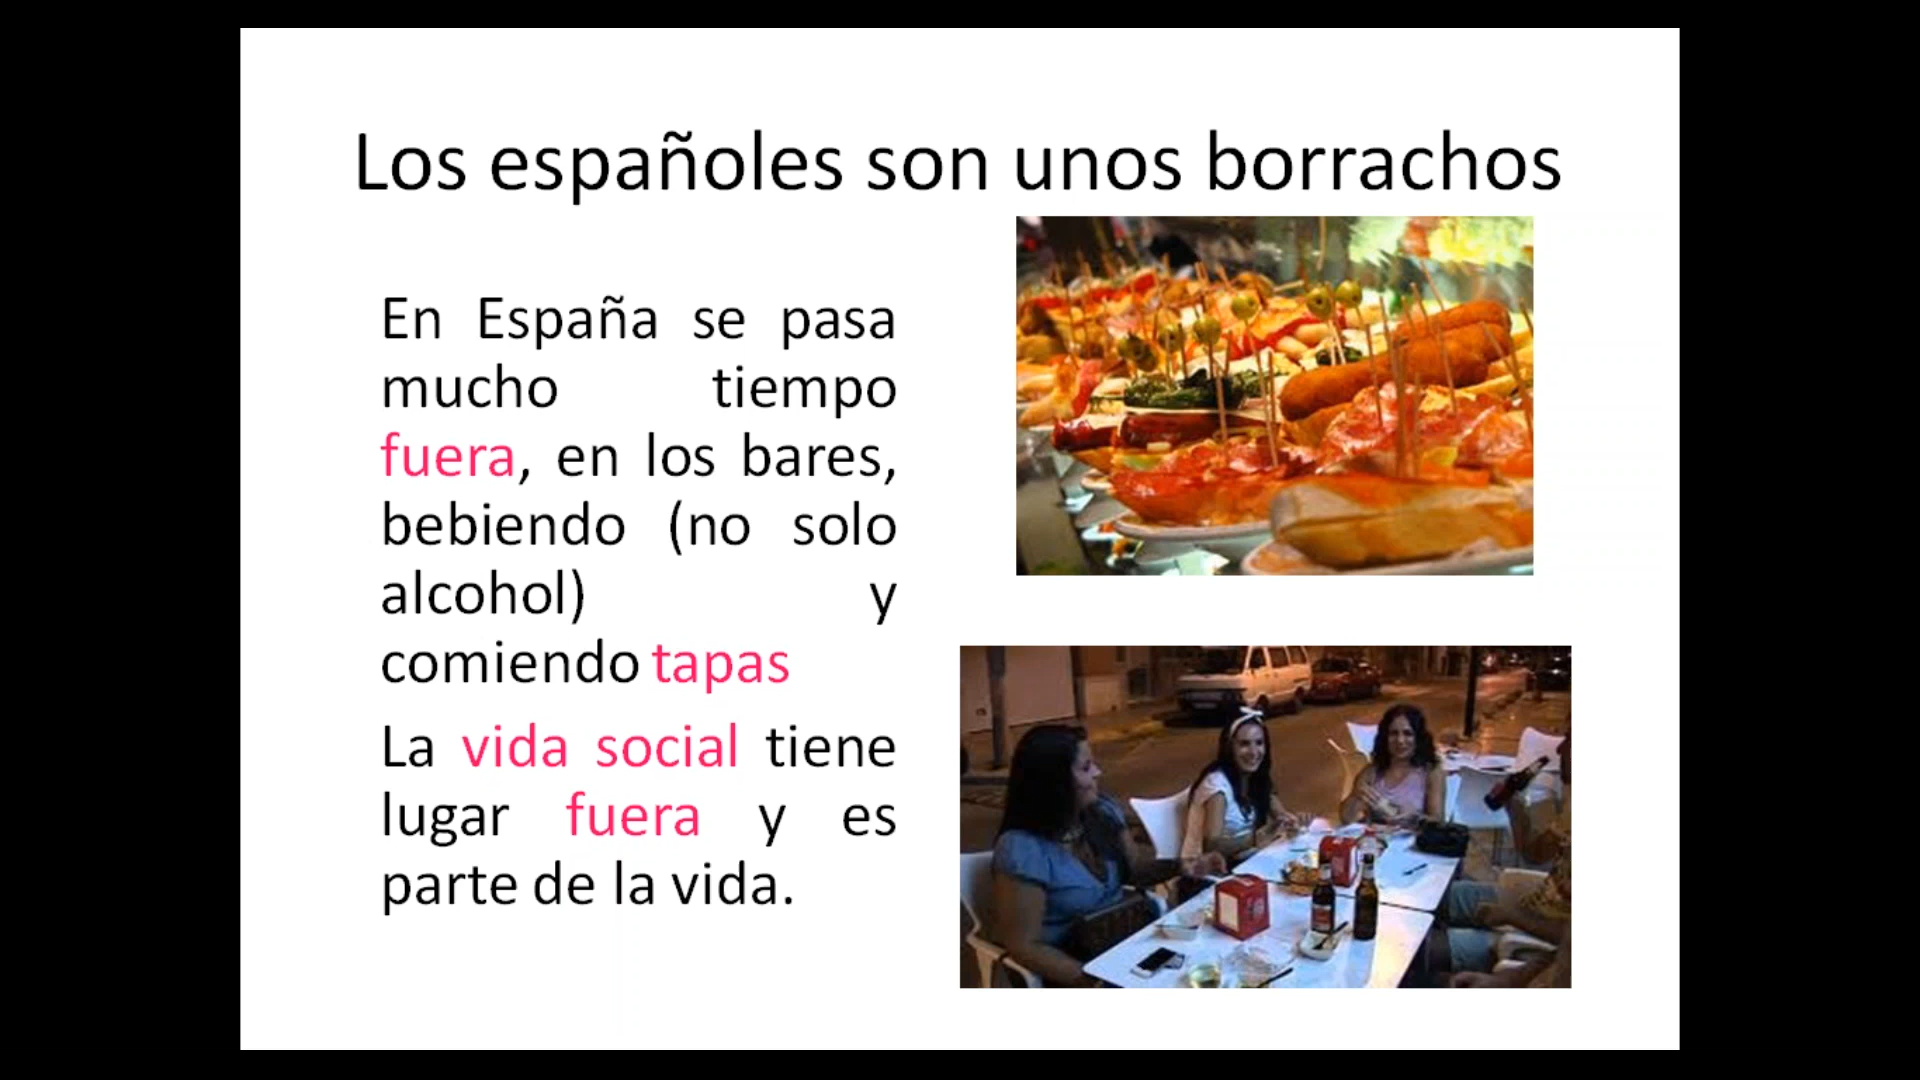 Los españoles son unos borrachos
En España se pasa
mucho tiempo
fuera, en los bares,
bebiendo (no solo
alcohol) y
comiendo tapas
La vida social tiene
lugar fuera y es
parte de la vida.